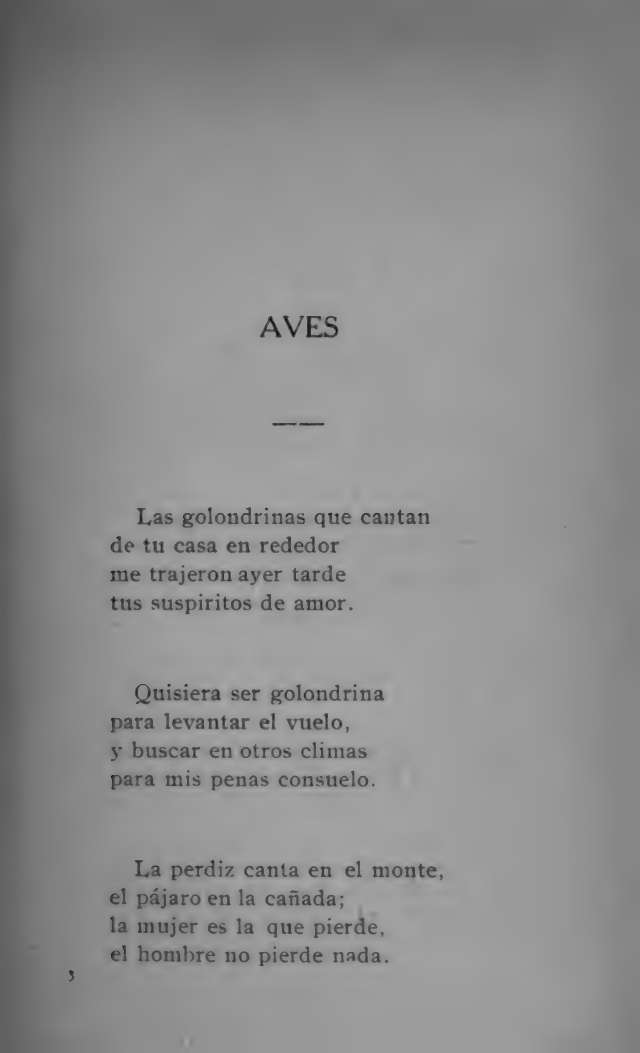 AVES
Las golondrinas que cantan
de tu casa en rededor
me trajeron ayer tarde
tus suspiritos de amor.
Quisiera ser golondrina
para levantar el vuelo,
y buscar en otros climas
para mis penas consuelo.
La perdiz canta en el monte,
el pájaro en la cañada;
la mujer es la que pierde,
el hombre no pierde nada.
3